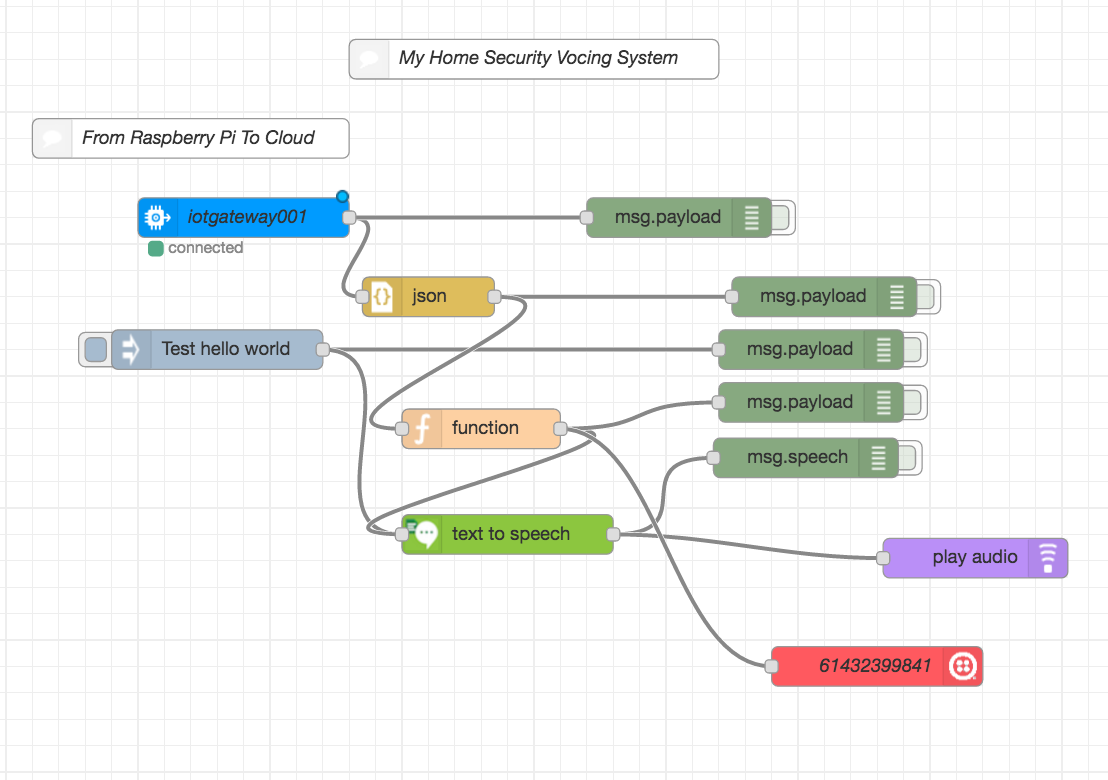 My Home Security Vocing System
From Raspberry Pi To Cloud
iotgateway001
msg.payload
connected
json
msg.payload
Test hello world
msg.payload
msg.payload
function
msg.speech
text to speech
play audio
61432399841